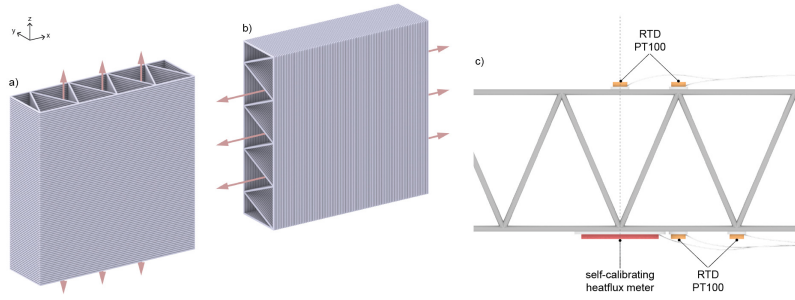 z
y
x
a)
b)
c)
RTD
PT100
self-calibrating
heatflux meter
RTD
PT100